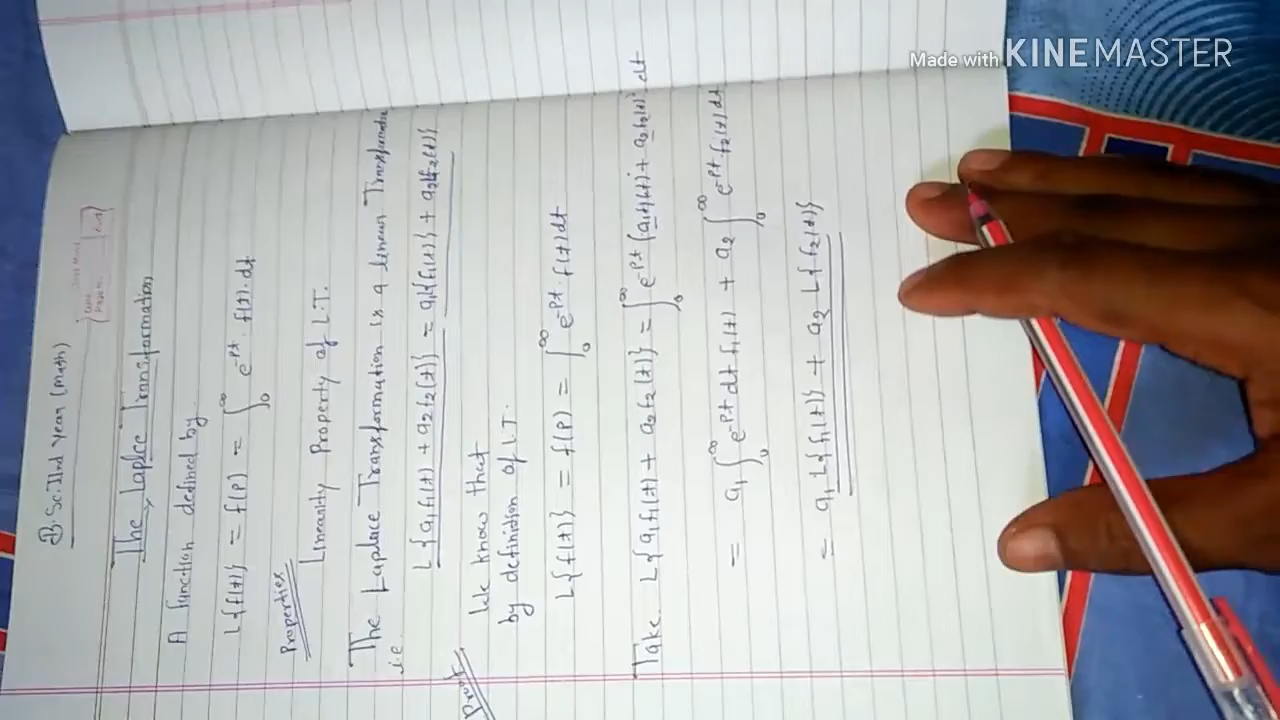 B.Sc. IInd year (math)
The Laplce Transformation
A function defined by
L{f(t)} = f(p) = ∫₀^∞ e^-pt. f(t). dt
Properties
Linearity Property of L.T.
The Laplace Transformation is a linear
i.e.
L{a₁f₁(t) + a₂f₂(t)} = a₁L{f₁(t)} + a₂L{f₂(t)}
Proof
We know that
by definition of L.T.
L{f(t)} = f(p) = ∫₀^∞ e^-pt. f(t) dt
Take. L{a₁f₁(t) + a₂f₂(t)} = ∫₀^∞ e^-pt {a₁f₁(t) + a₂f₂(t)} dt
= a₁ ∫₀^∞ e^-pt dt. f₁(t) + a₂ ∫₀^∞ e^-pt. f₂(t) dt
= a₁ L{f₁(t)} + a₂ L{f₂(t)}
Made with KINEMASTER